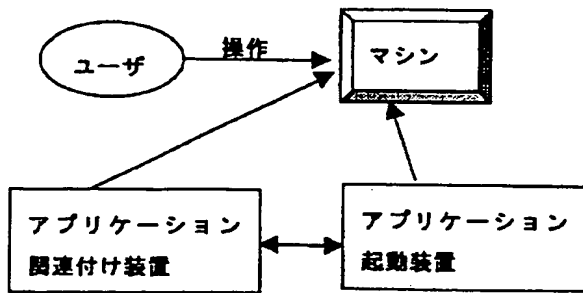 ユーザ
操作
マシン
アプリケーション
関連付け装置
アプリケーション
起動装置